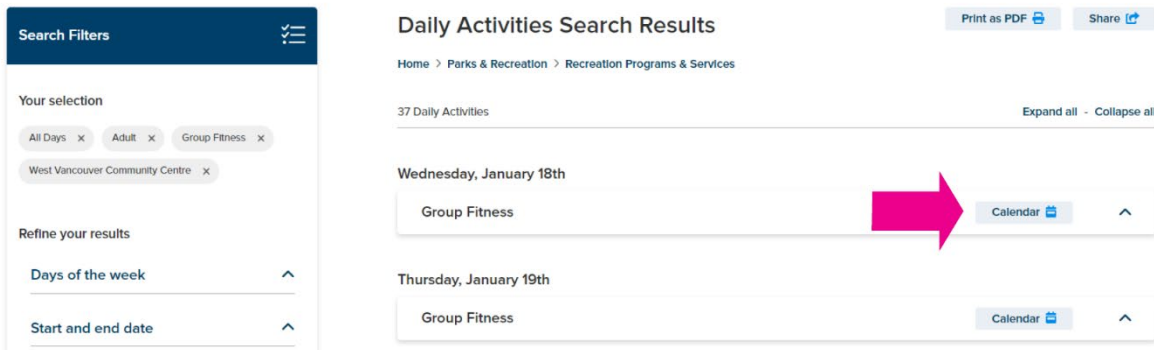 Search Filters
Your selection
All Days x Adult x Group Fitness x
West Vancouver Community Centre x
Refine your results
Days of the week
Start and end date
Daily Activities Search Results
Print as PDF
Share
Home > Parks & Recreation > Recreation Programs & Services
37 Daily Activities
Expand all - Collapse all
Wednesday, January 18th
Group Fitness
Calendar
Thursday, January 19th
Group Fitness
Calendar